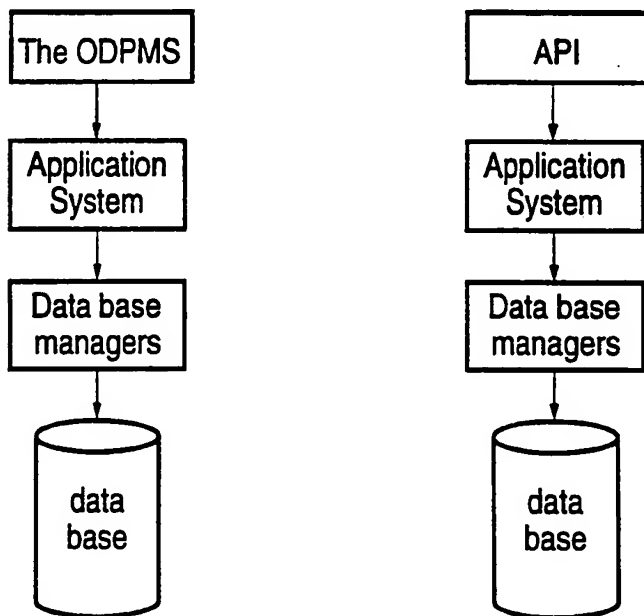 The ODPMS
Application
System
Data base
managers
data
base
API
Application
System
Data base
managers
data
base